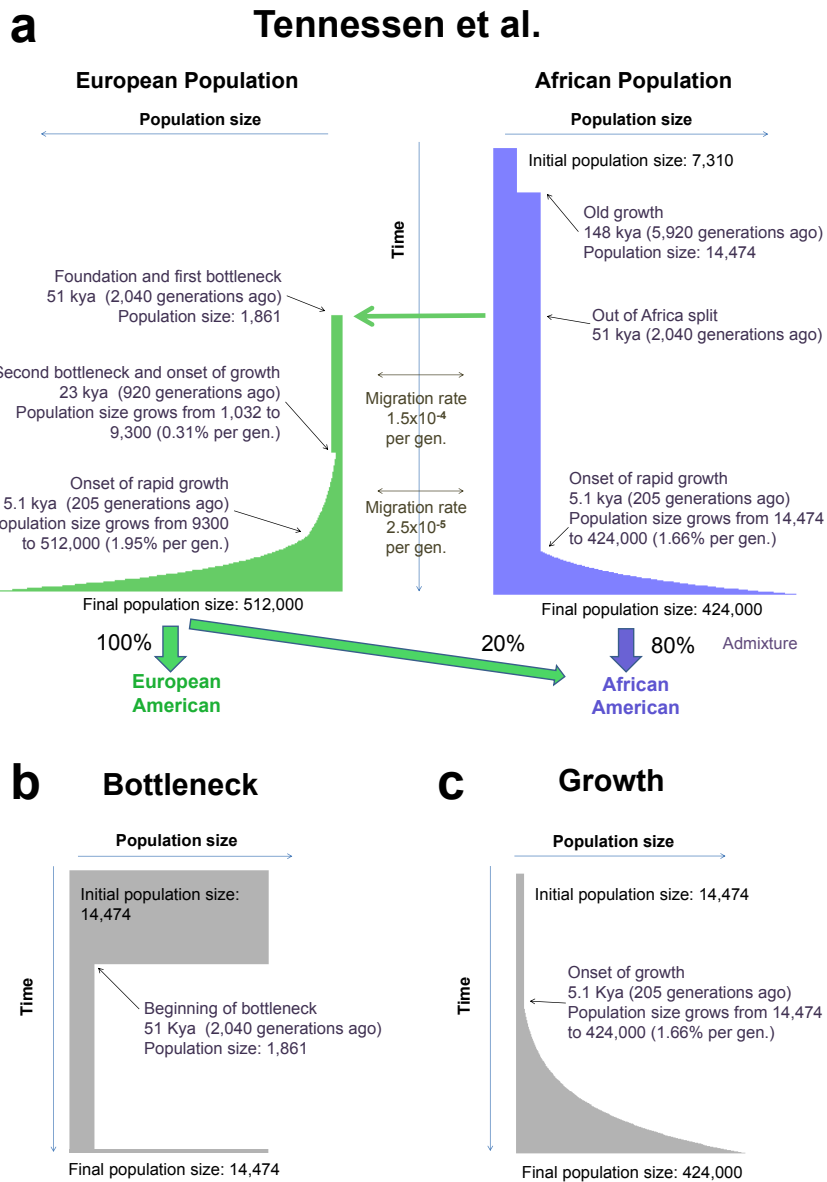 a
Tennessen et al.
European Population
African Population
Population size
Population size
Initial population size: 7,310
Old growth
148 kya (5,920 generations ago)
Population size: 14,474
Time
Foundation and first bottleneck
51 kya (2,040 generations ago)
Population size: 1,861
Out of Africa split
51 kya (2,040 generations ago)
Second bottleneck and onset of growth
23 kya (920 generations ago)
Population size grows from 1,032 to
9,300 (0.31% per gen.)
Migration rate
1.5x10⁻⁴
per gen.
Onset of rapid growth
5.1 kya (205 generations ago)
opulation size grows from 9300
to 512,000 (1.95% per gen.)
Migration rate
2.5x10⁻⁵
per gen.
Onset of rapid growth
5.1 kya (205 generations ago)
Population size grows from 14,474
to 424,000 (1.66% per gen.)
Final population size: 512,000
Final population size: 424,000
100%
20%
80%
Admixture
European
American
African
American
b
Bottleneck
Population size
Initial population size:
14,474
Time
Beginning of bottleneck
51 Kya (2,040 generations ago)
Population size: 1,861
Final population size: 14,474
c
Growth
Population size
Initial population size: 14,474
Time
Onset of growth
5.1 Kya (205 generations ago)
Population size grows from 14,474
to 424,000 (1.66% per gen.)
Final population size: 424,000